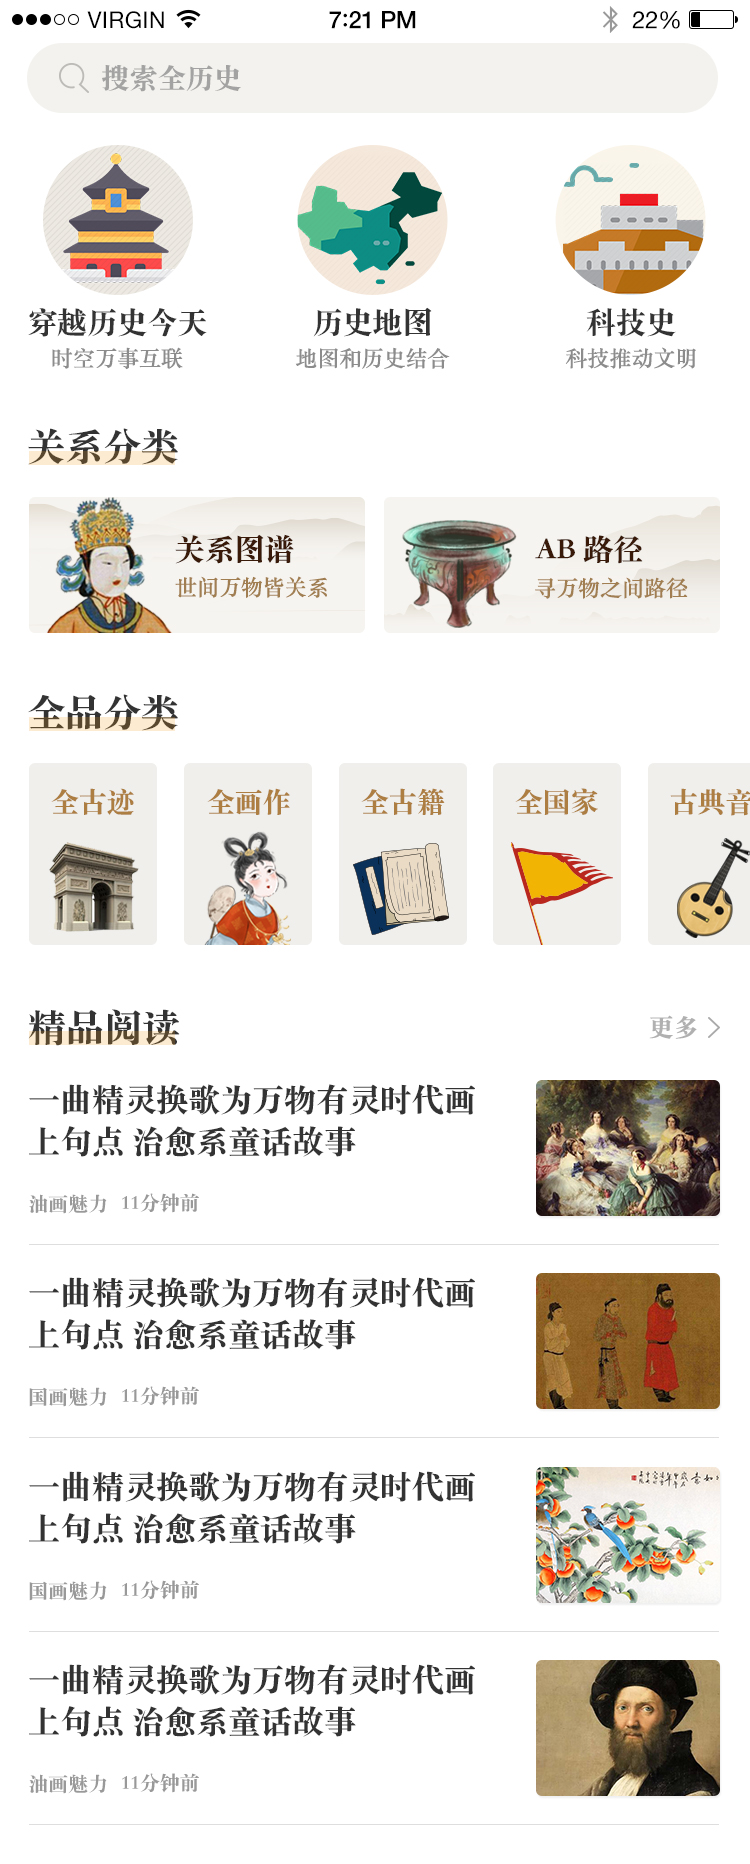 VIRGIN
7:21 PM
22%
搜索全历史
穿越历史今天
时空万事互联
历史地图
地图和历史结合
科技史
科技推动文明
关系分类
关系图谱
世间万物皆关系
AB 路径
寻万物之间路径
全品分类
全古迹
全画作
全古籍
全国家
古典音
精品阅读
更多
一曲精灵换歌为万物有灵时代画
上句点 治愈系童话故事
油画魅力 11分钟前
一曲精灵换歌为万物有灵时代画
上句点 治愈系童话故事
国画魅力 11分钟前
一曲精灵换歌为万物有灵时代画
上句点 治愈系童话故事
国画魅力 11分钟前
一曲精灵换歌为万物有灵时代画
上句点 治愈系童话故事
油画魅力 11分钟前